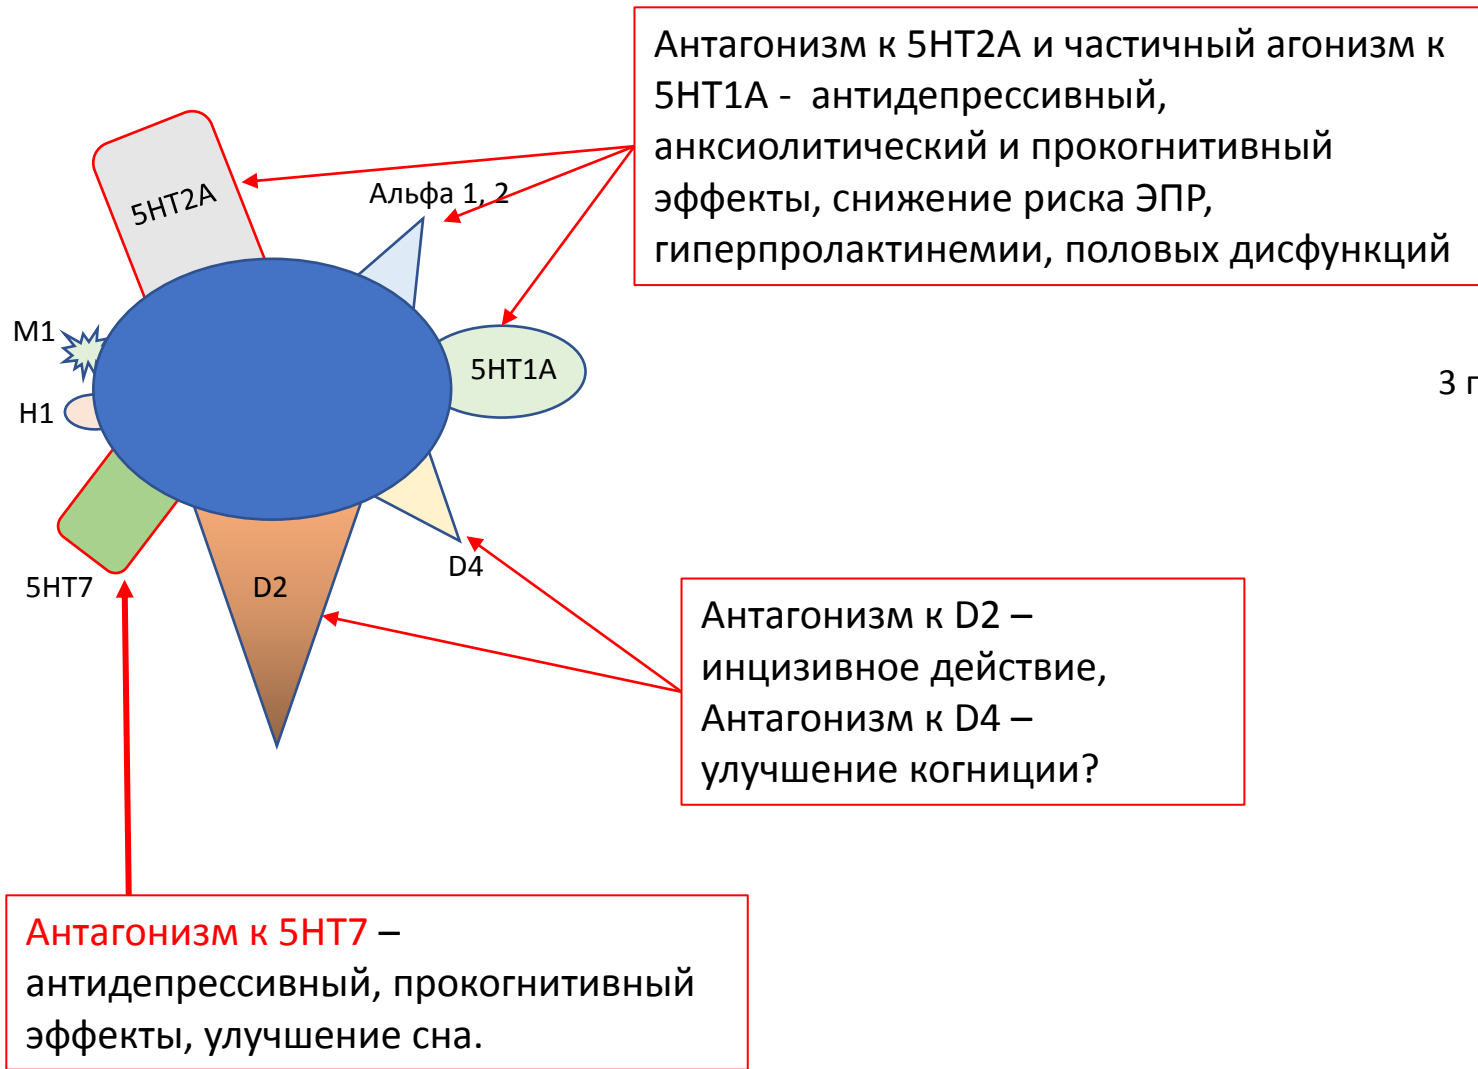 Антагонизм к 5HT2A и частичный агонизм к
5HT1A - антидепрессивный,
анксиолитический и прокогнитивный
эффекты, снижение риска ЭПР,
гиперпролактинемии, половых дисфункций
5HT2A
Альфа 1, 2
M1
5HT1A
3 г
H1
5HT7
D2
D4
Антагонизм к D2 –
инцизивное действие,
Антагонизм к D4 –
улучшение когниции?
Антагонизм к 5HT7 –
антидепрессивный, прокогнитивный
эффекты, улучшение сна.